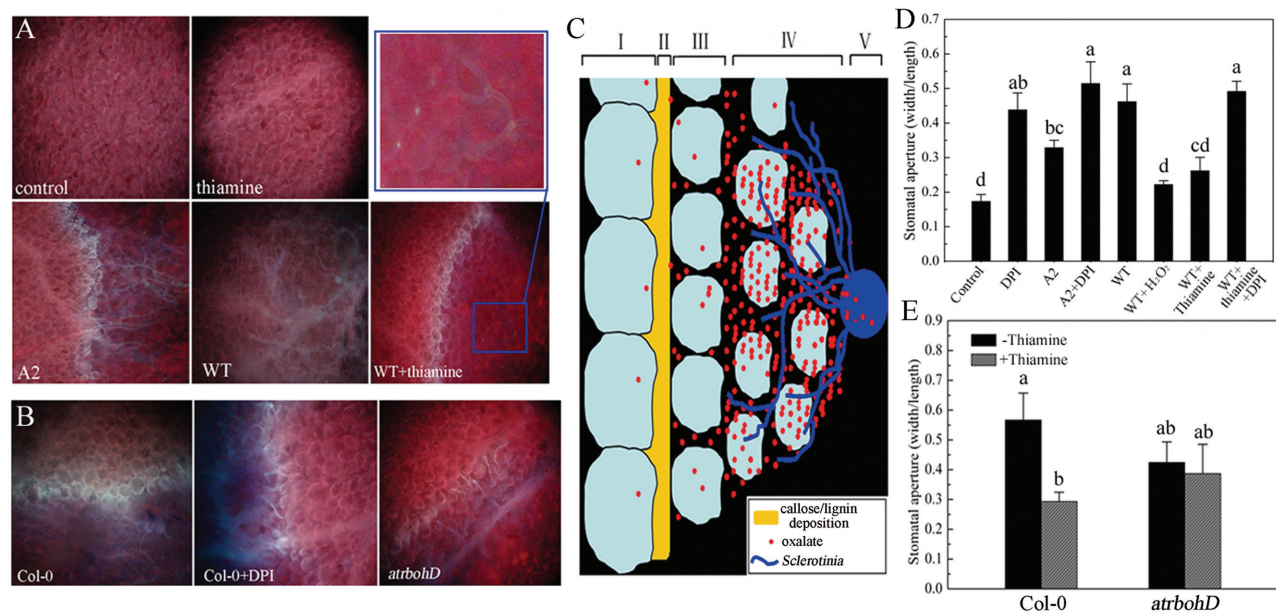 A
control
thiamine
A2
WT
WT+thiamine
B
Col-0
Col-0+DPI
atrbohD
C
I
II
III
IV
V
callose/lignin
deposition
oxalate
Sclerotinia
D
Stomatal aperture (width/length)
0.7
0.6
0.5
0.4
0.3
0.2
0.1
0.0
d
ab
bc
a
a
d
cd
a
Control
DPI
A2
A2+DPI
WT
WT+H₂O₂
WT+
Thiamine
WT+
thiamine
+DPI
E
Stomatal aperture (width/length)
0.9
0.8
0.7
0.6
0.5
0.4
0.3
0.2
0.1
0.0
-Thiamine
+Thiamine
a
b
ab
ab
Col-0
atrbohD